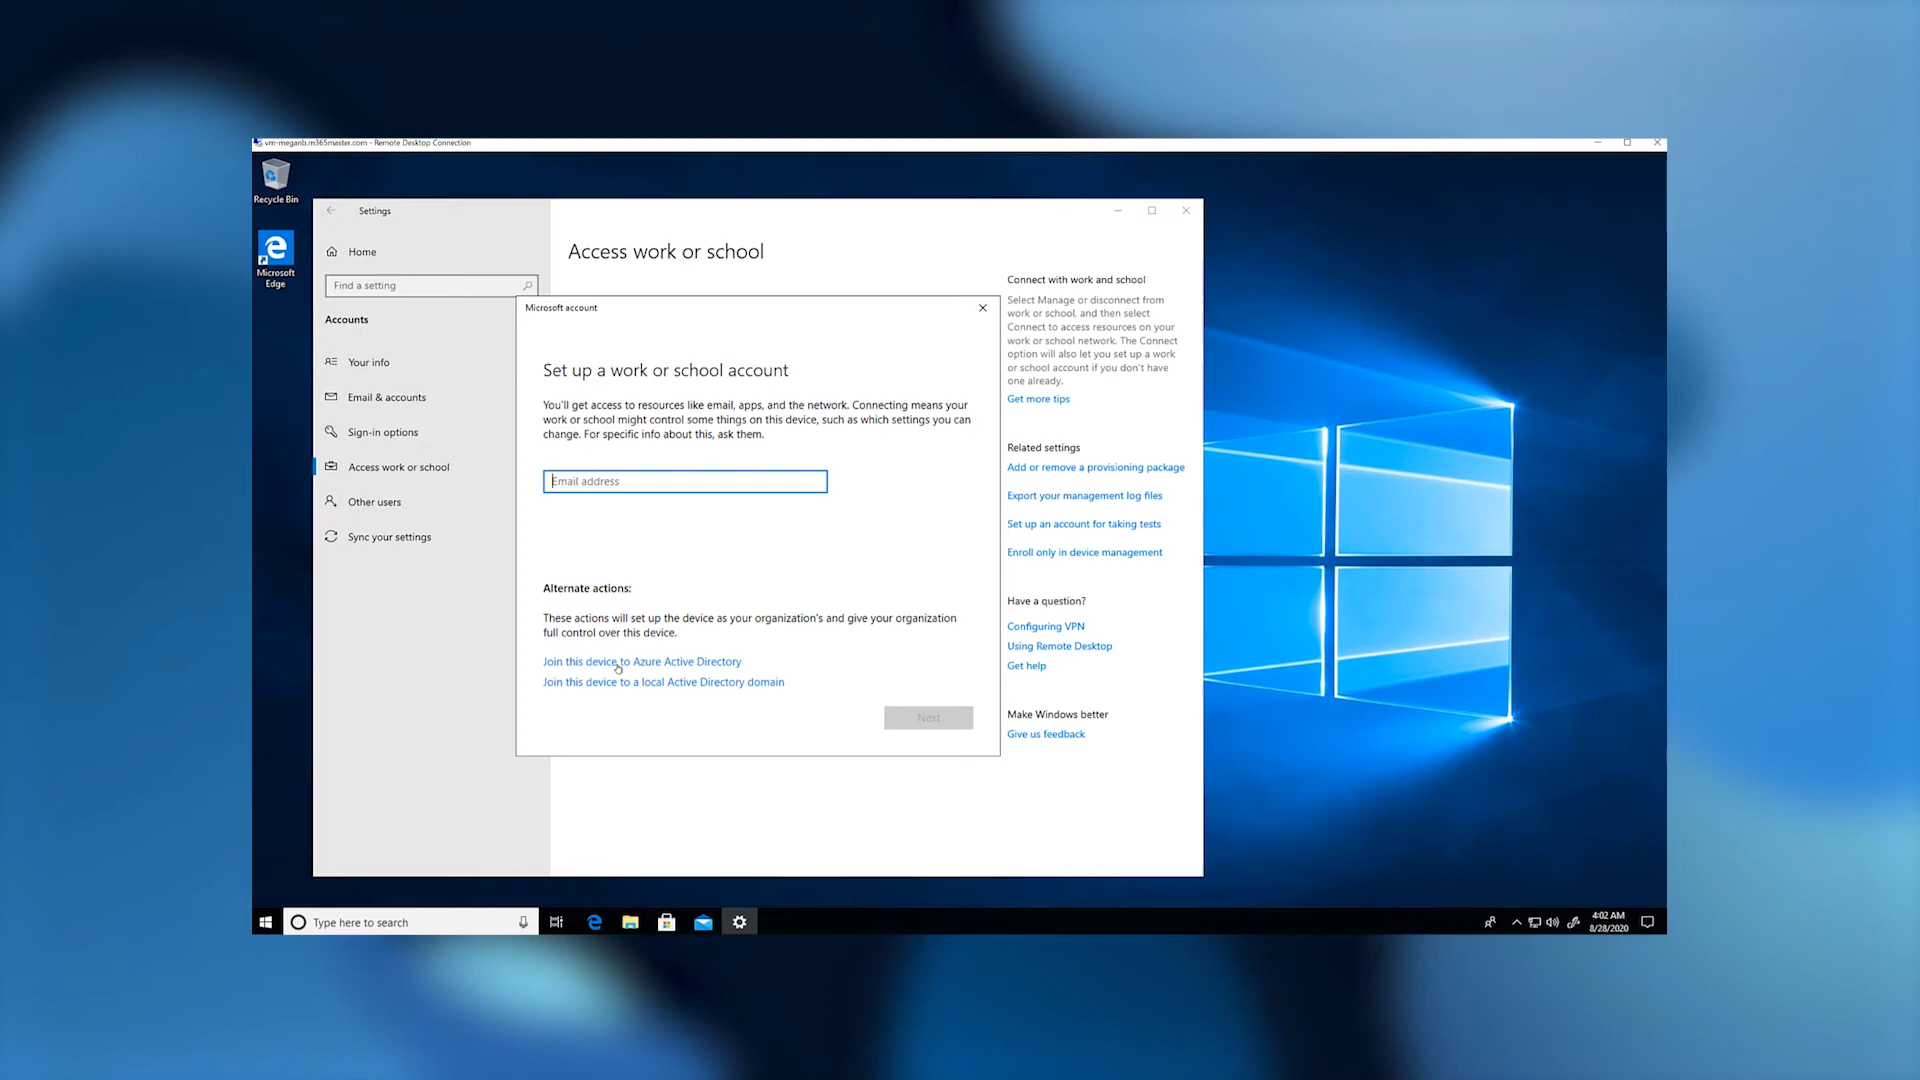 vm-meganb.m365master.com - Remote Desktop Connection
Recycle Bin
Microsoft
Edge
Settings
Home
Find a setting
Accounts
Your info
Email & accounts
Sign-in options
Access work or school
Other users
Sync your settings
Access work or school
Microsoft account
Set up a work or school account
You'll get access to resources like email, apps, and the network. Connecting means your
work or school might control some things on this device, such as which settings you can
change. For specific info about this, ask them.
Email address
Alternate actions:
These actions will set up the device as your organization's and give your organization
full control over this device.
Join this device to Azure Active Directory
Join this device to a local Active Directory domain
Next
Connect with work and school
Select Manage or disconnect from
work or school, and then select
Connect to access resources on your
work or school network. The Connect
option will also let you set up a work
or school account if you don't have
one already.
Get more tips
Related settings
Add or remove a provisioning package
Export your management log files
Set up an account for taking tests
Enroll only in device management
Have a question?
Configuring VPN
Using Remote Desktop
Get help
Make Windows better
Give us feedback
Type here to search
4:02 AM
8/28/2020